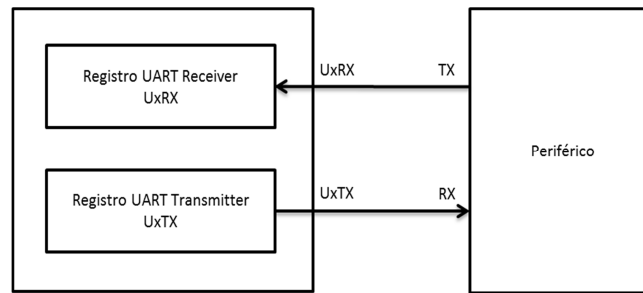 Registro UART Receiver
UxRX
UxRX
TX
Periférico
Registro UART Transmitter
UxTX
UxTX
RX